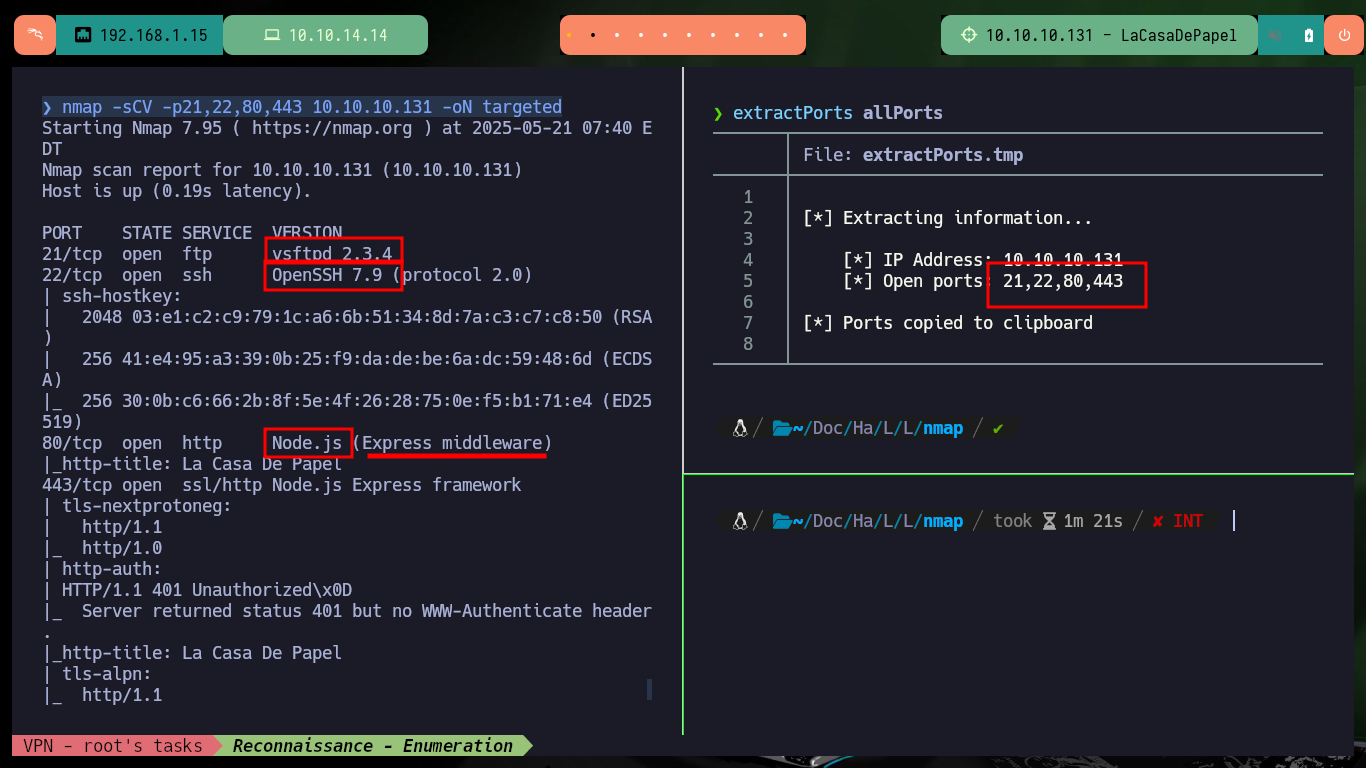 192.168.1.15
10.10.14.14
10.10.10.131 - LaCasaDePapel
❯ nmap -sCV -p21,22,80,443 10.10.10.131 -oN targeted
Starting Nmap 7.95 ( https://nmap.org ) at 2025-05-21 07:40 E
DT
Nmap scan report for 10.10.10.131 (10.10.10.131)
Host is up (0.19s latency).
PORT    STATE SERVICE  VERSION
21/tcp  open  ftp      vsftpd 2.3.4
22/tcp  open  ssh      OpenSSH 7.9 (protocol 2.0)
| ssh-hostkey:
|   2048 03:e1:c2:c9:79:1c:a6:6b:51:34:8d:7a:c3:c7:c8:50 (RSA
)
|   256 41:e4:95:a3:39:0b:25:f9:da:de:be:6a:dc:59:48:6d (ECDS
A)
|_  256 30:0b:c6:66:2b:8f:5e:4f:26:28:75:0e:f5:b1:71:e4 (ED25
519)
80/tcp  open  http     Node.js (Express middleware)
|_http-title: La Casa De Papel
443/tcp open  ssl/http Node.js Express framework
| tls-nextprotoneg:
|   http/1.1
|_  http/1.0
| http-auth:
| HTTP/1.1 401 Unauthorized\x0D
|_  Server returned status 401 but no WWW-Authenticate header
.
|_http-title: La Casa De Papel
| tls-alpn:
|_  http/1.1
❯ extractPorts allPorts
File: extractPorts.tmp
1
2 [*] Extracting information...
3
4     [*] IP Address: 10.10.10.131
5     [*] Open ports: 21,22,80,443
6
7 [*] Ports copied to clipboard
8
/ ~/Doc/Ha/L/L/nmap / ✔
/ ~/Doc/Ha/L/L/nmap / took 1m 21s / ✘ INT
VPN - root's tasks
Reconnaissance - Enumeration